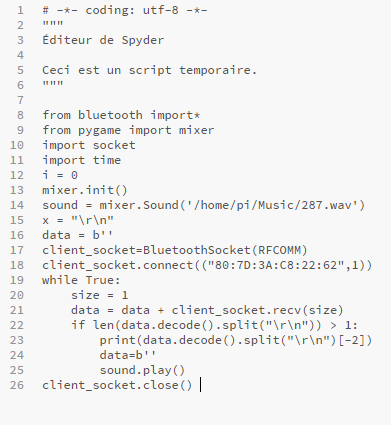 1 # -*- coding: utf-8 -*-
2 """
3 Éditeur de Spyder
4
5 Ceci est un script temporaire.
6 """
7
8 from bluetooth import*
9 from pygame import mixer
10 import socket
11 import time
12 i = 0
13 mixer.init()
14 sound = mixer.Sound('/home/pi/Music/287.wav')
15 x = "\r\n"
16 data = b''
17 client_socket=BluetoothSocket(RFCOMM)
18 client_socket.connect(("80:7D:3A:C8:22:62",1))
19 while True:
20     size = 1
21     data = data + client_socket.recv(size)
22     if len(data.decode().split("\r\n")) > 1:
23         print(data.decode().split("\r\n")[-2])
24         data=b''
25         sound.play()
26 client_socket.close()